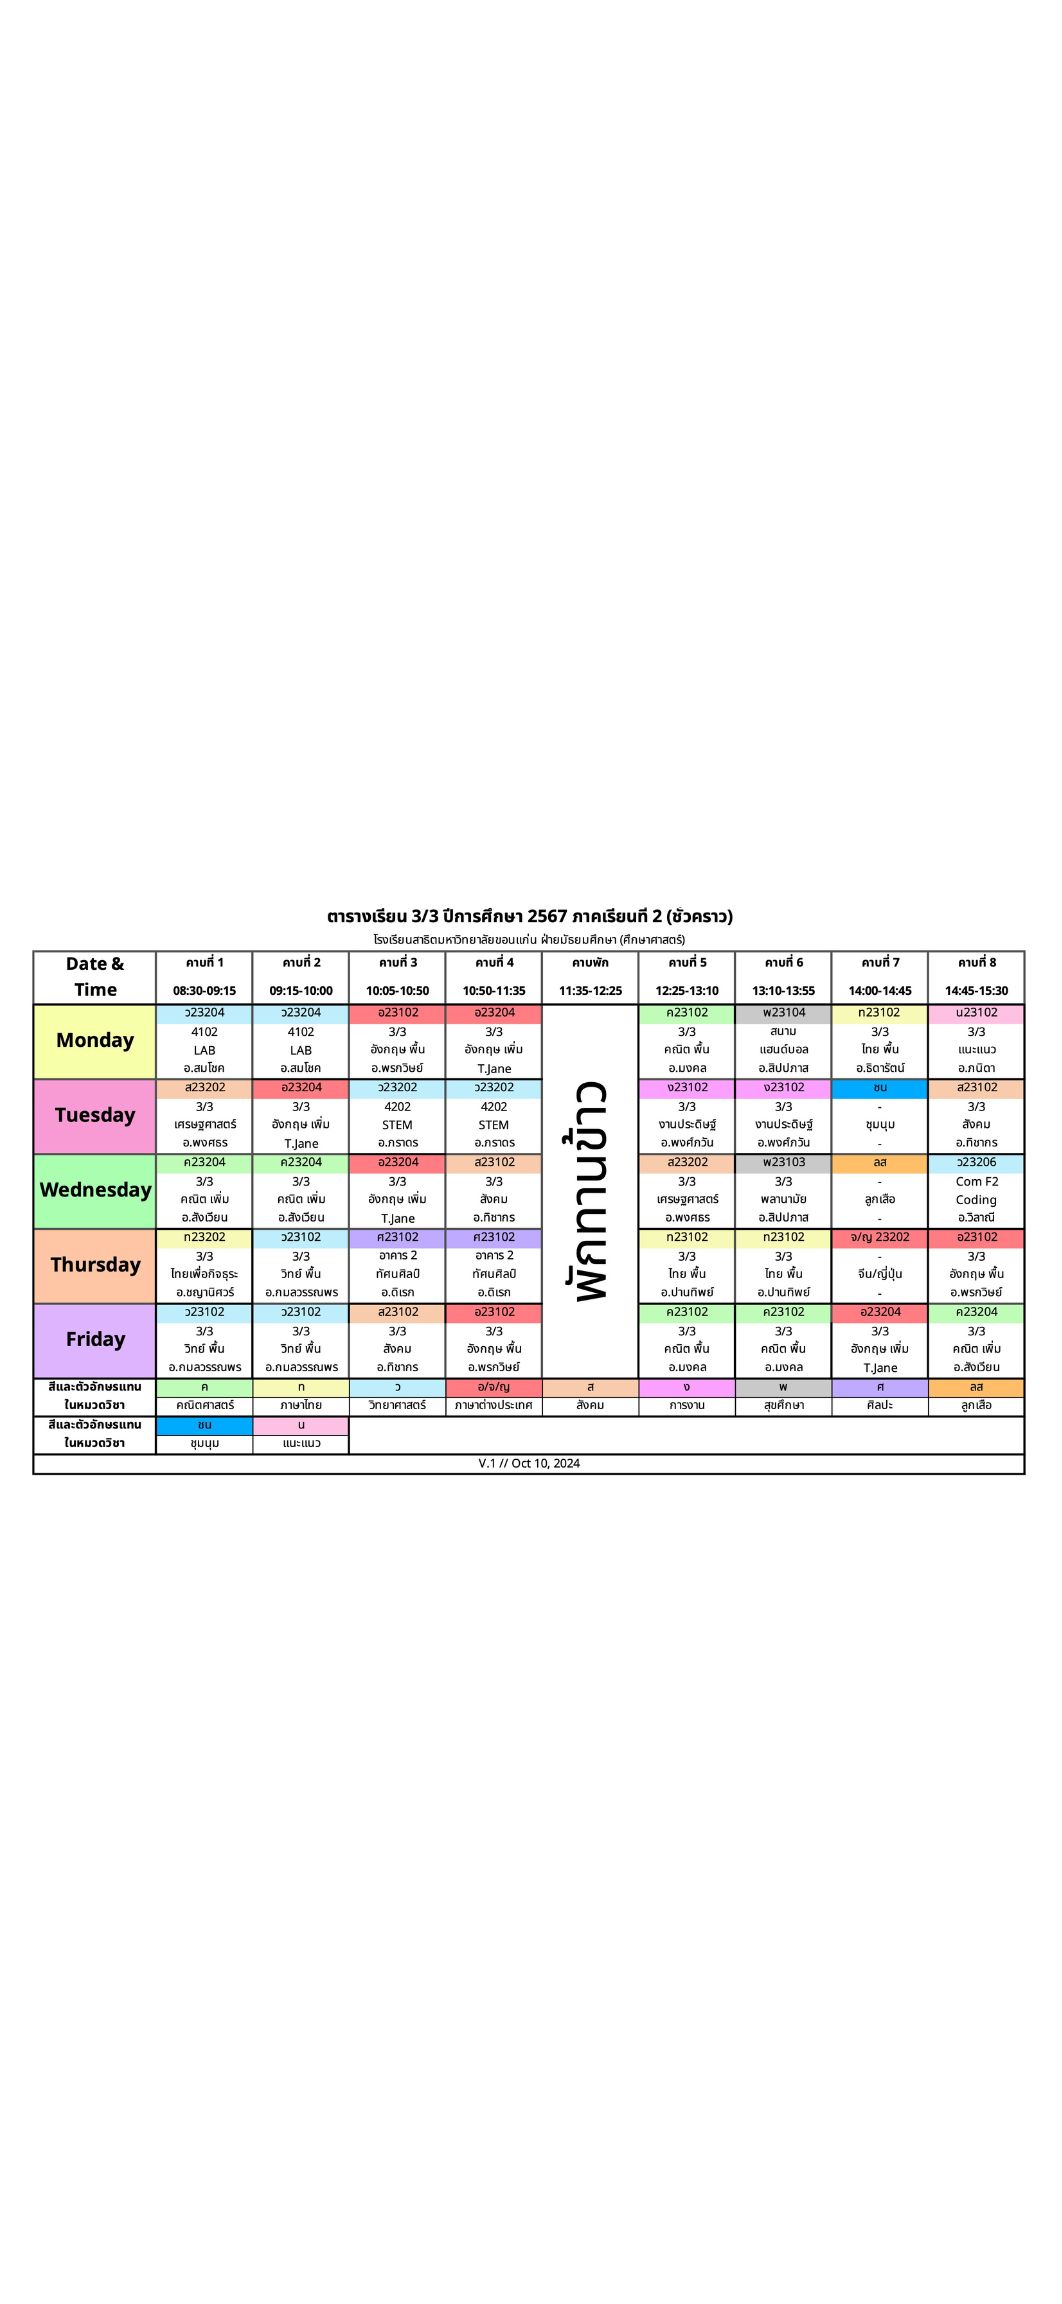 ตารางเรียน 3/3 ปีการศึกษา 2567 ภาคเรียนที่ 2 (ชั่วคราว)
โรงเรียนสาธิตมหาวิทยาลัยขอนแก่น ฝ่ายมัธยมศึกษา (ศึกษาศาสตร์)
Date & คาบที่ 1 คาบที่ 2 คาบที่ 3 คาบที่ 4 คาบพัก คาบที่ 5 คาบที่ 6 คาบที่ 7 คาบที่ 8
Time 08:30-09:15 09:15-10:00 10:05-10:50 10:50-11:35 11:35-12:25 12:25-13:10 13:10-13:55 14:00-14:45 14:45-15:30
พักทานข้าว
Monday
ว23204 ว23204 อ23102 อ23204 ค23102 พ23104 ท23102 น23102
4102 4102 3/3 3/3 3/3 สนาม 3/3 3/3
LAB LAB อังกฤษ พื้น อังกฤษ เพิ่ม คณิต พื้น แฮนด์บอล ไทย พื้น แนะแนว
อ.สมโชค อ.สมโชค อ.พรกวิษย์ T.Jane อ.มงคล อ.สิปปภาส อ.ธิดารัตน์ อ.ภนิดา
Tuesday
ส23202 อ23204 ว23202 ว23202 ง23102 ง23102 ชน ส23102
3/3 3/3 4202 4202 3/3 3/3 - 3/3
เศรษฐศาสตร์ อังกฤษ เพิ่ม STEM STEM งานประดิษฐ์ งานประดิษฐ์ ชุมนุม สังคม
อ.พงศธร T.Jane อ.ภราดร อ.ภราดร อ.พงศ์ภวัน อ.พงศ์ภวัน - อ.ทิชากร
Wednesday
ค23204 ค23204 อ23204 ส23102 ส23202 พ23103 ลส ว23206
3/3 3/3 3/3 3/3 3/3 3/3 - Com F2
คณิต เพิ่ม คณิต เพิ่ม อังกฤษ เพิ่ม สังคม เศรษฐศาสตร์ พลานามัย ลูกเสือ Coding
อ.สังเวียน อ.สังเวียน T.Jane อ.ทิชากร อ.พงศธร อ.สิปปภาส - อ.วิลาณี
Thursday
ท23202 ว23102 ศ23102 ศ23102 ท23102 ท23102 จ/ญ 23202 อ23102
3/3 3/3 อาคาร 2 อาคาร 2 3/3 3/3 - 3/3
ไทยเพื่อกิจธุระ วิทย์ พื้น ทัศนศิลป์ ทัศนศิลป์ ไทย พื้น ไทย พื้น จีน/ญี่ปุ่น อังกฤษ พื้น
อ.ชญานิศวร์ อ.กมลวรรณพร อ.ดิเรก อ.ดิเรก อ.ปานทิพย์ อ.ปานทิพย์ - อ.พรกวิษย์
Friday
ว23102 ว23102 ส23102 อ23102 ค23102 ค23102 อ23204 ค23204
3/3 3/3 3/3 3/3 3/3 3/3 3/3 3/3
วิทย์ พื้น วิทย์ พื้น สังคม อังกฤษ พื้น คณิต พื้น คณิต พื้น อังกฤษ เพิ่ม คณิต เพิ่ม
อ.กมลวรรณพร อ.กมลวรรณพร อ.ทิชากร อ.พรกวิษย์ อ.มงคล อ.มงคล T.Jane อ.สังเวียน
สีและตัวอักษรแทน ค ท ว อ/จ/ญ ส ง พ ศ ลส
ในหมวดวิชา คณิตศาสตร์ ภาษาไทย วิทยาศาสตร์ ภาษาต่างประเทศ สังคม การงาน สุขศึกษา ศิลปะ ลูกเสือ
สีและตัวอักษรแทน ชน น
ในหมวดวิชา ชุมนุม แนะแนว
V.1 // Oct 10, 2024